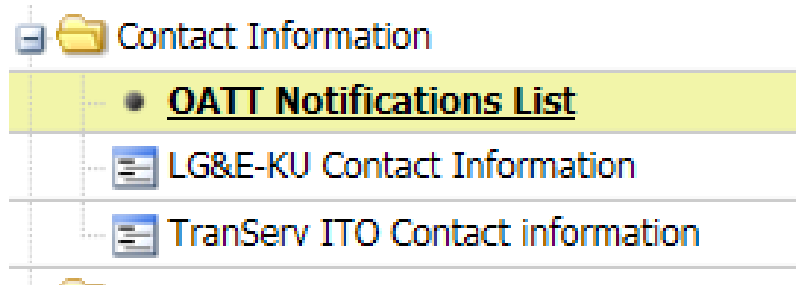 Contact Information
OATT Notifications List
LG&E-KU Contact Information
TranServ ITO Contact information